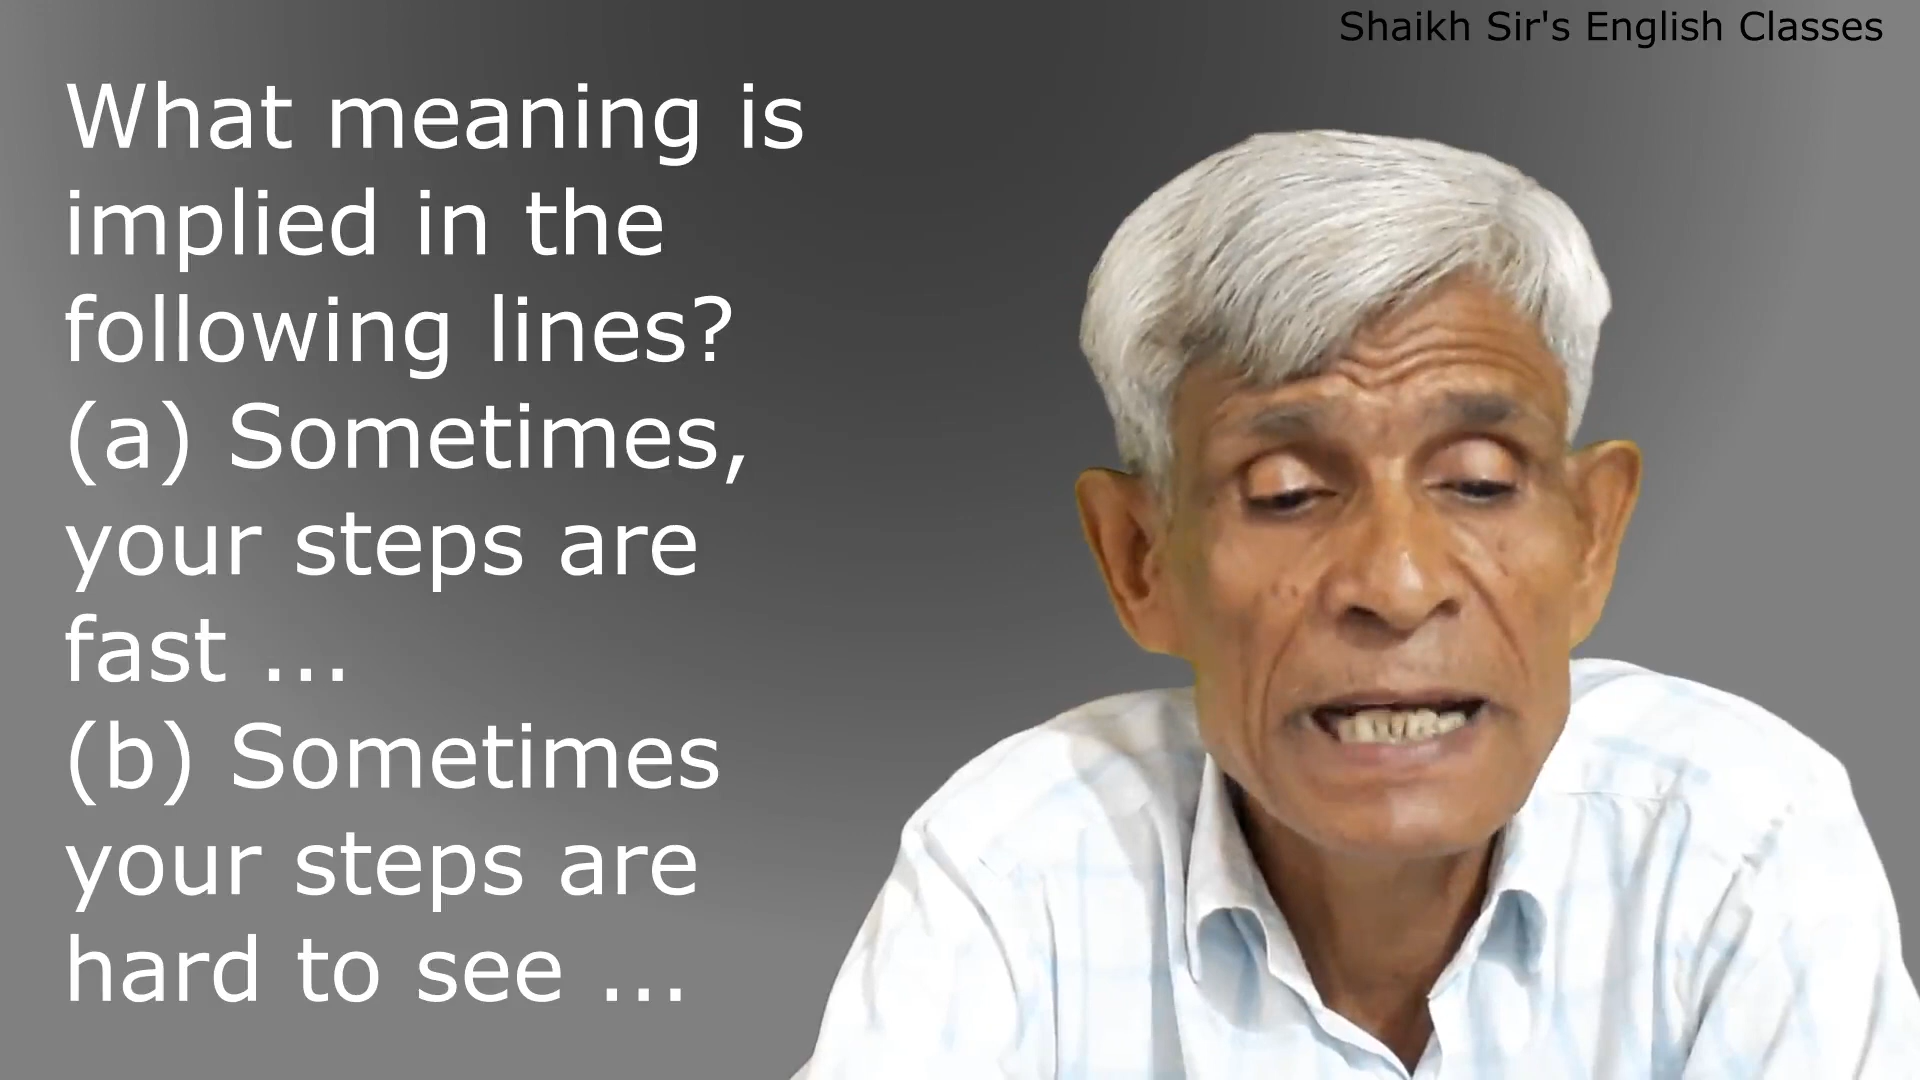 Shaikh Sir's English Classes
What meaning is
implied in the
following lines?
(a) Sometimes,
your steps are
fast ...
(b) Sometimes
your steps are
hard to see ...